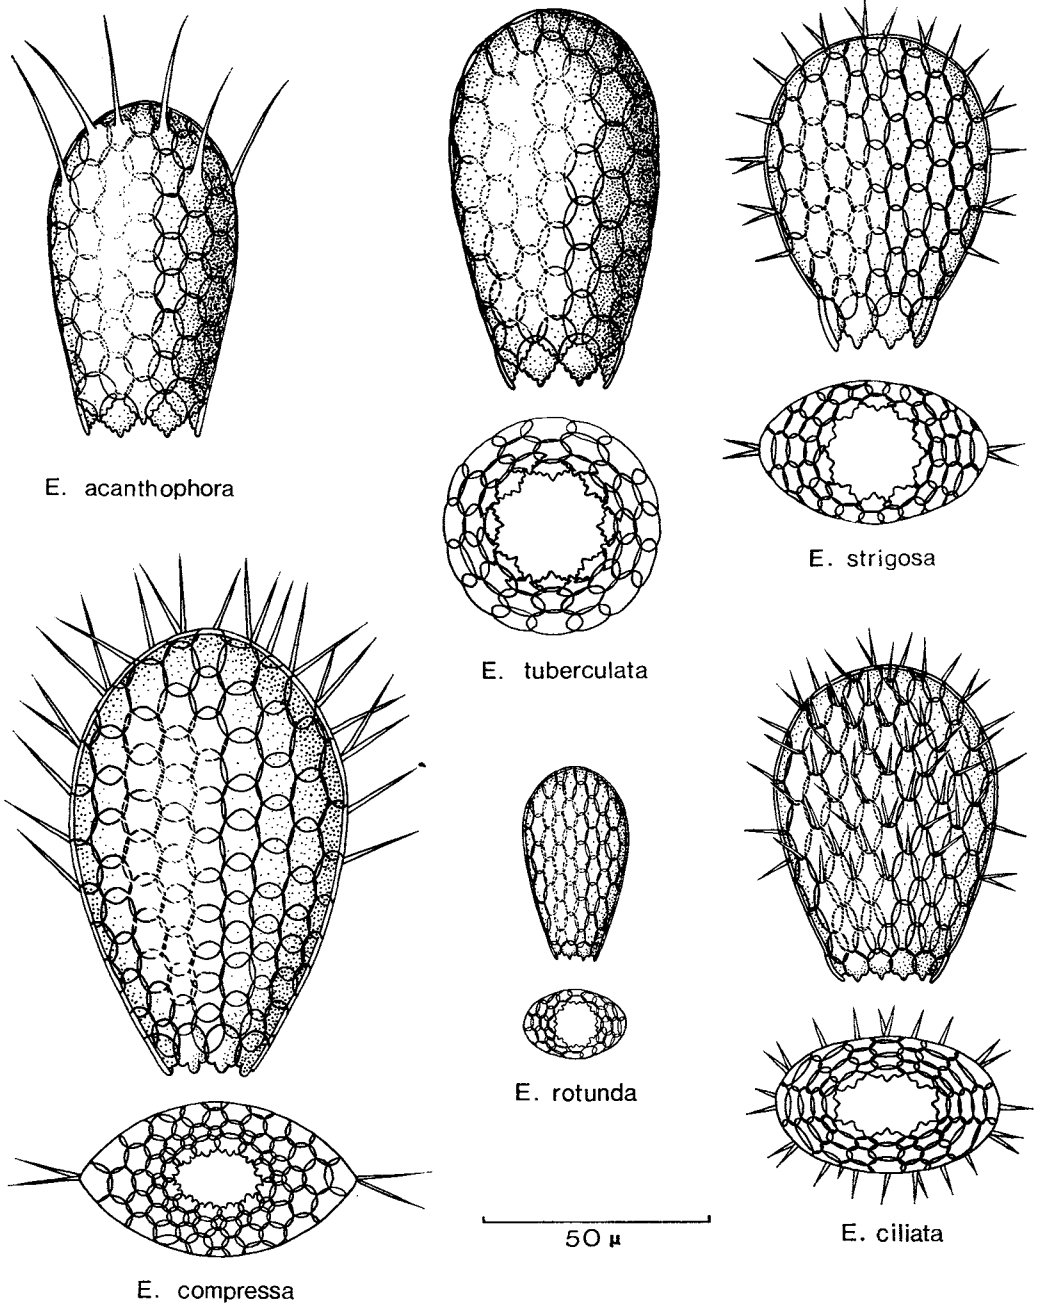 E. acanthophora
E. strigosa
E. tuberculata
E. rotunda
50 µ
E. ciliata
E. compressa